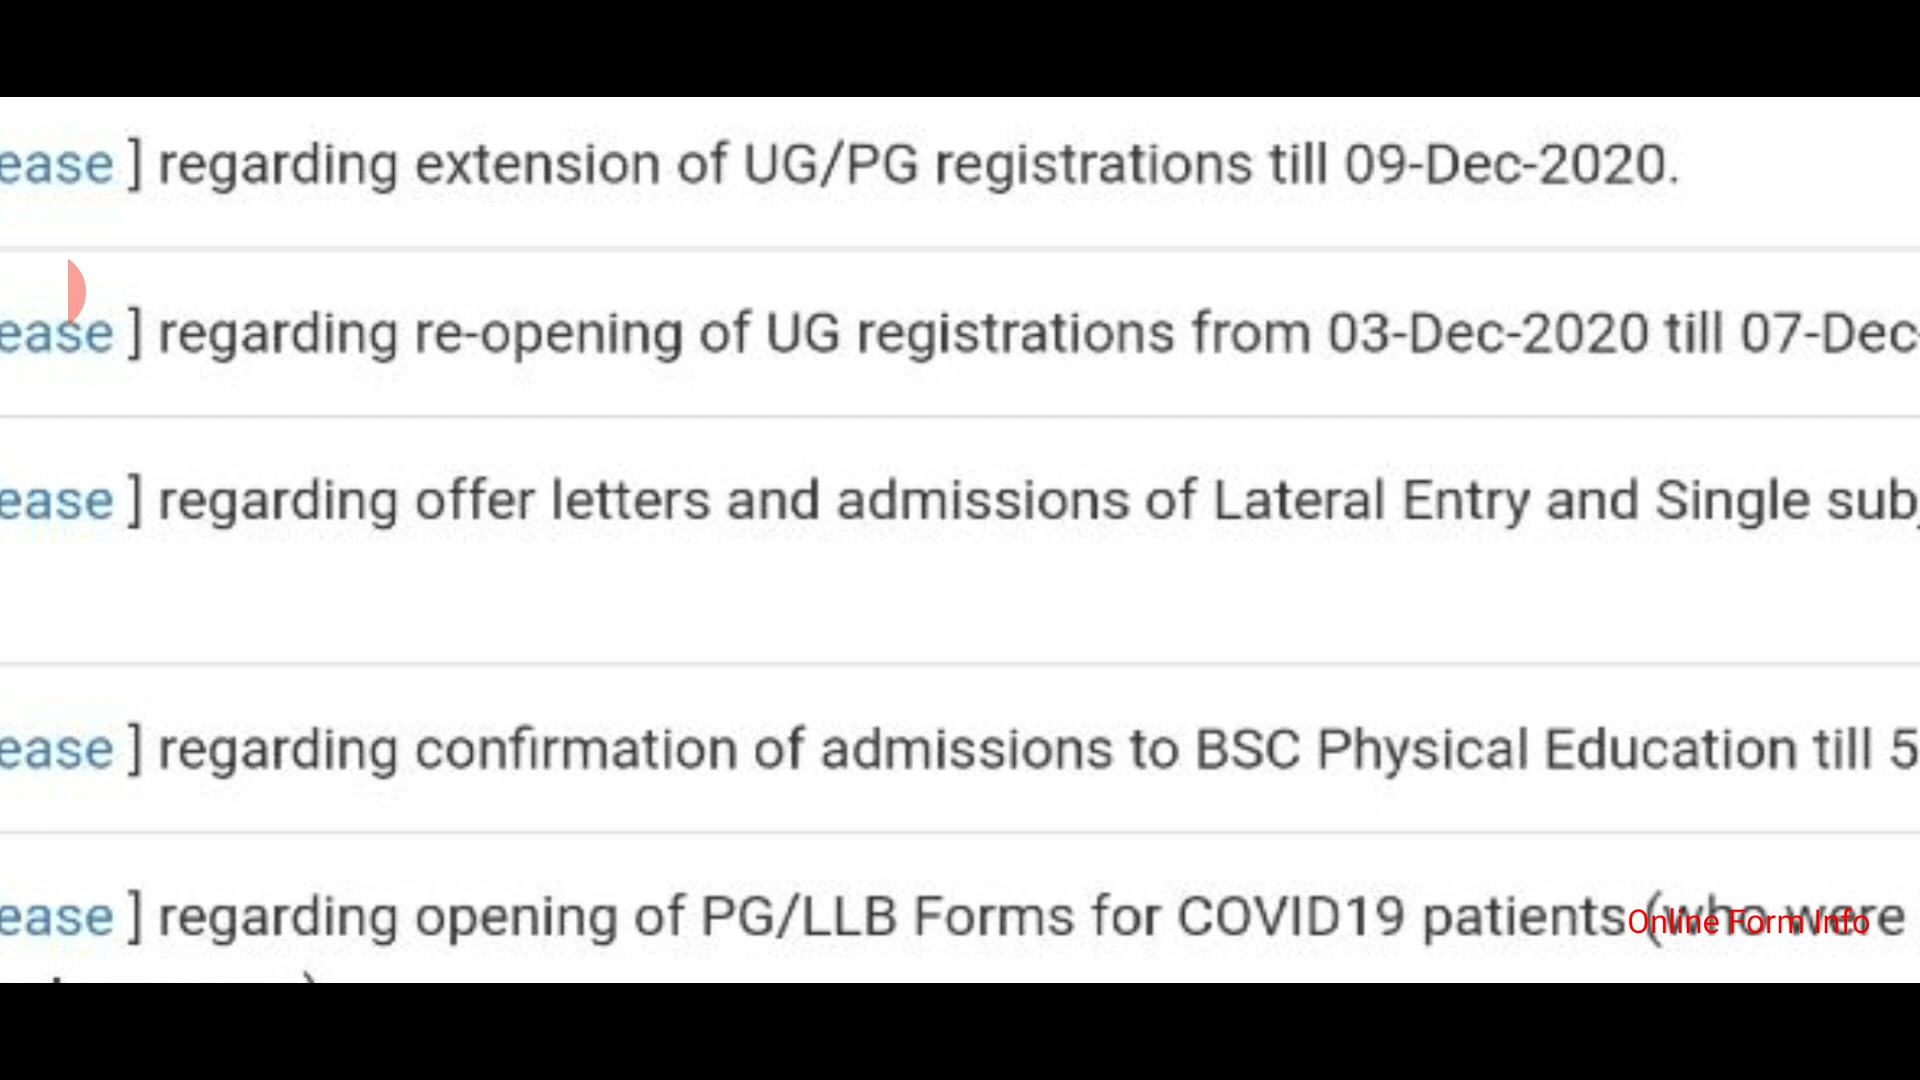 ease ] regarding extension of UG/PG registrations till 09-Dec-2020.
ease ] regarding re-opening of UG registrations from 03-Dec-2020 till 07-Dec-
ease ] regarding offer letters and admissions of Lateral Entry and Single sub
ease ] regarding confirmation of admissions to BSC Physical Education till 5
ease ] regarding opening of PG/LLB Forms for COVID19 patients (who were
Online Form Info